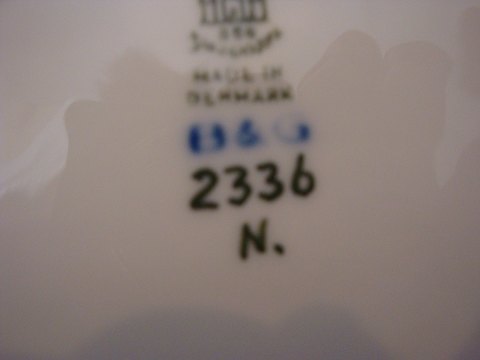 MADE IN
DENMARK
B & G
2336
N.